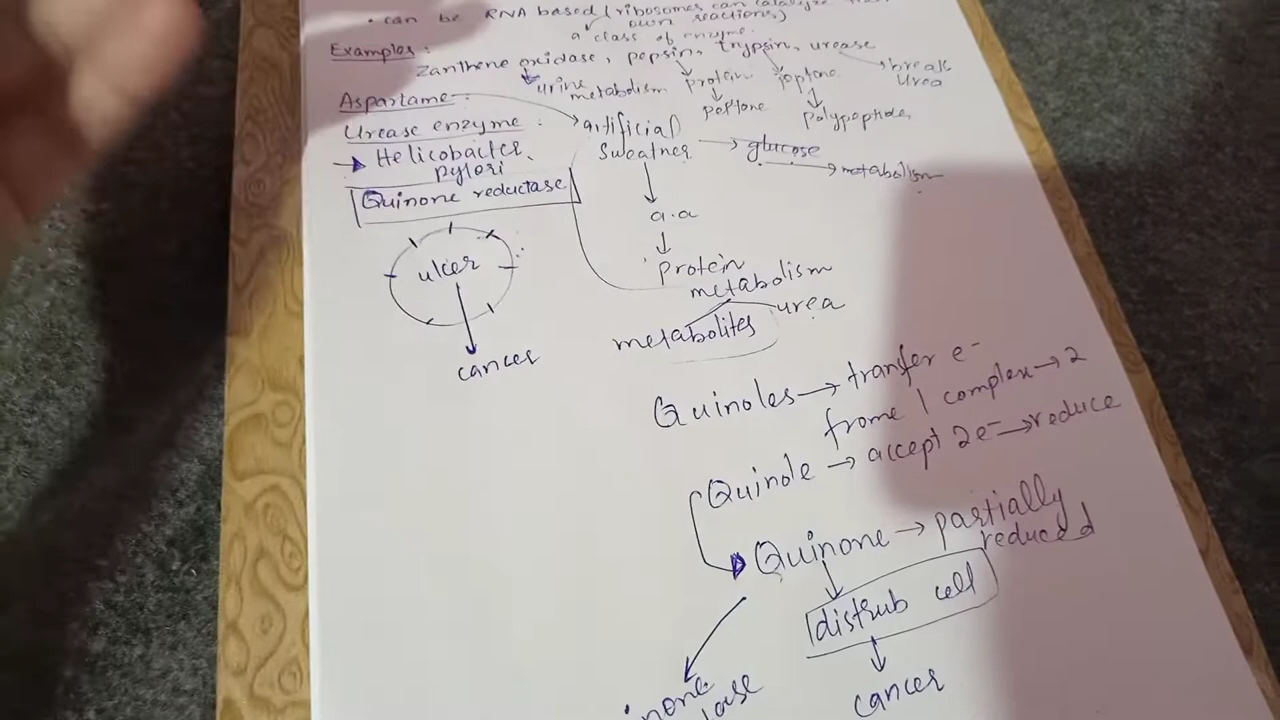 • can be RNA based (ribosomes can catalyze their
own reactions)
a class of enzyme.
Examples:
Zanthene oxidase, pepsin, trypsin, urease
urine
metabolism
protein
peptone
peptone
polypeptide,
breaks
Urea
Aspartame:
artificial
Sweatner → glucose
→ metabolism
Urease enzyme :
→ Helicobacter
pylori
Quinone reductase
a.a
protein
metabolism
urea
metabolites
ulcer
cancer
Quinoles → transfer e-
frome 1 complex → 2
Quinole → accept 2e- → reduce
Quinone → partially
reduced
distrub cell
cancer